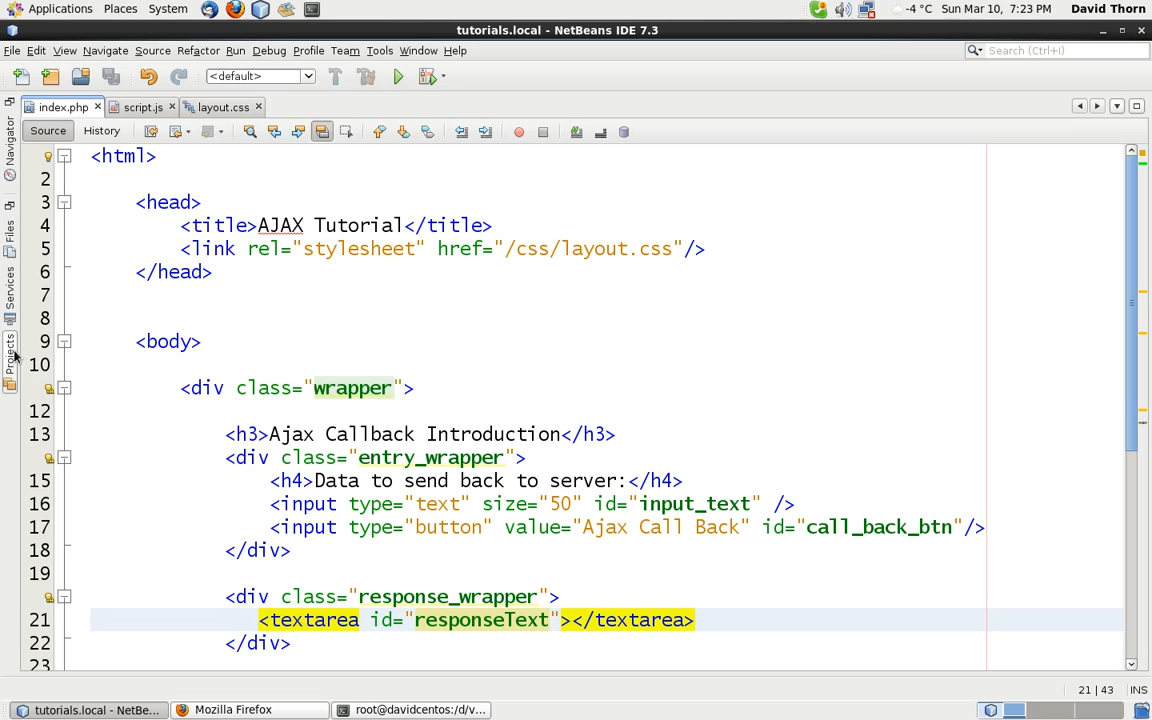 Applications Places System -4 °C Sun Mar 10, 7:23 PM David Thorn
tutorials.local - NetBeans IDE 7.3
File Edit View Navigate Source Refactor Run Debug Profile Team Tools Window Help Search (Ctrl+I)
<default>
index.php script.js layout.css
Source History
Navigator
Files
Services
Projects
<html>
2
3 <head>
4 <title>AJAX Tutorial</title>
5 <link rel="stylesheet" href="/css/layout.css"/>
6 </head>
7
8
9 <body>
10
<div class="wrapper">
12
13 <h3>Ajax Callback Introduction</h3>
<div class="entry_wrapper">
15 <h4>Data to send back to server:</h4>
16 <input type="text" size="50" id="input_text" />
17 <input type="button" value="Ajax Call Back" id="call_back_btn"/>
18 </div>
19
<div class="response_wrapper">
21 <textarea id="responseText"></textarea>
22 </div>
23
21 | 43 INS
tutorials.local - NetBe... Mozilla Firefox root@davidcentos:/d/v...